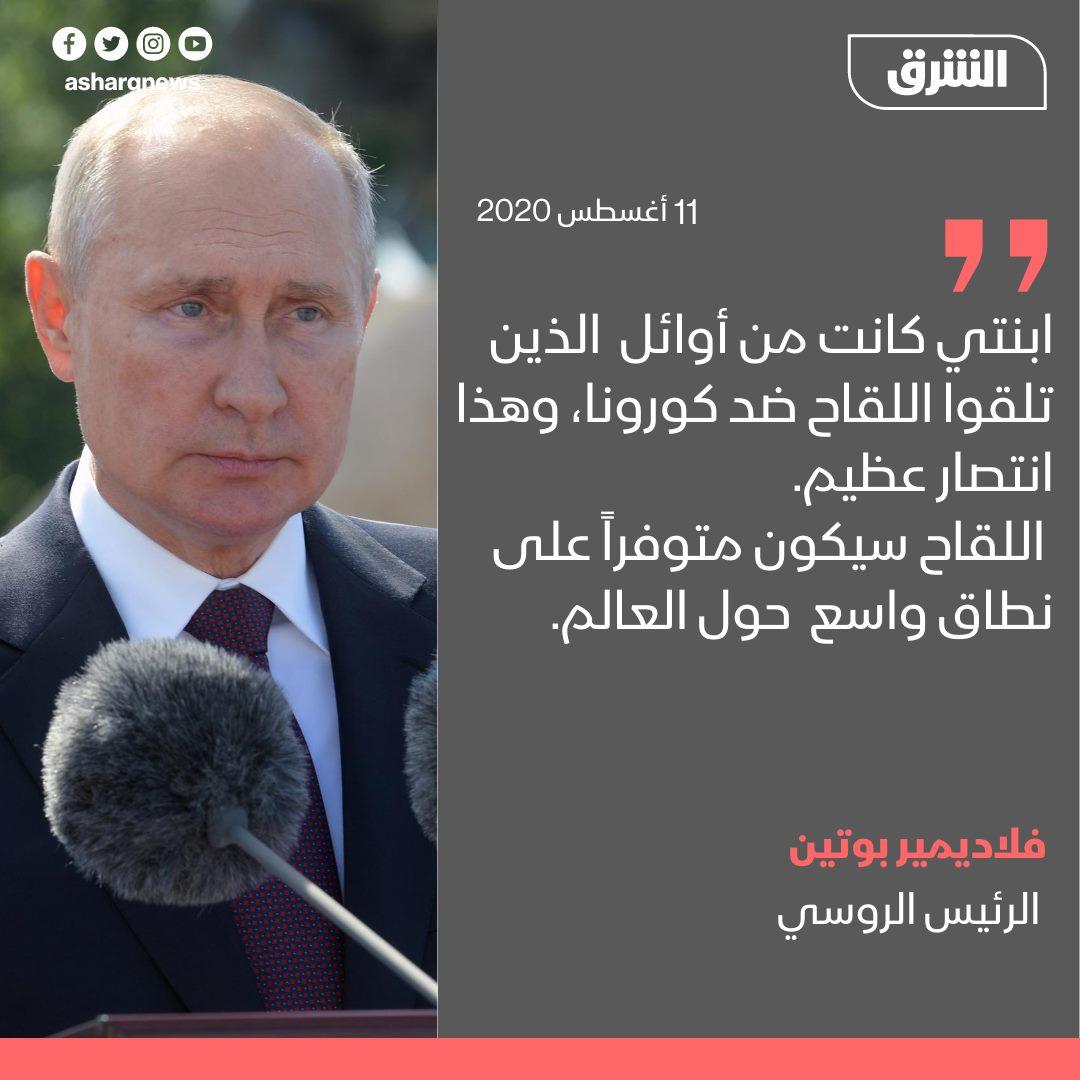 asharqnews
الشرق
11 أغسطس 2020
ابنتي كانت من أوائل الذين
تلقوا اللقاح ضد كورونا، وهذا
انتصار عظيم.
اللقاح سيكون متوفراً على
نطاق واسع حول العالم.
فلاديمير بوتين
الرئيس الروسي